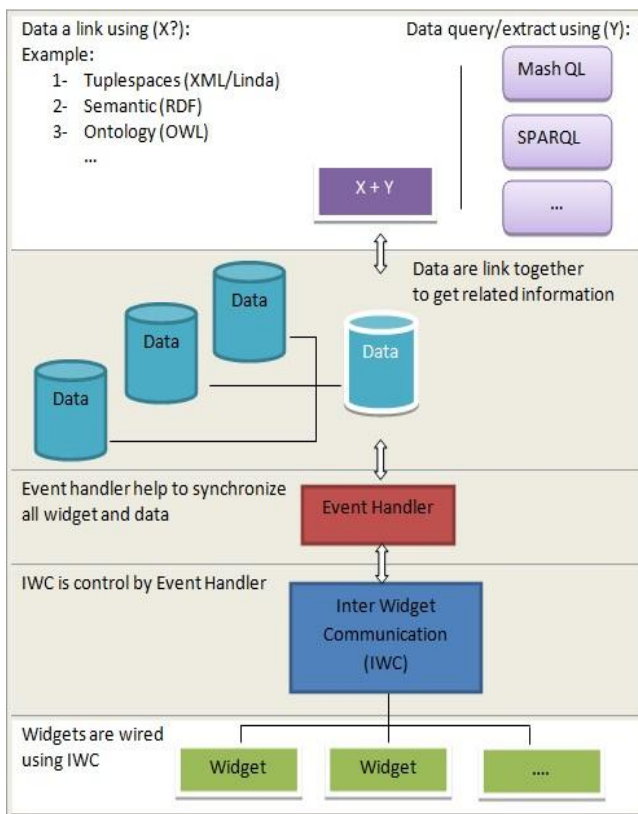 Data a link using (X?):
Example:
1- Tuplespaces (XML/Linda)
2- Semantic (RDF)
3- Ontology (OWL)
...
Data query/extract using (Y):
Mash QL
SPARQL
...
X + Y
Data are link together
to get related information
Data
Data
Data
Data
Event handler help to synchronize
all widget and data
Event Handler
IWC is control by Event Handler
Inter Widget
Communication
(IWC)
Widgets are wired
using IWC
Widget
Widget
....